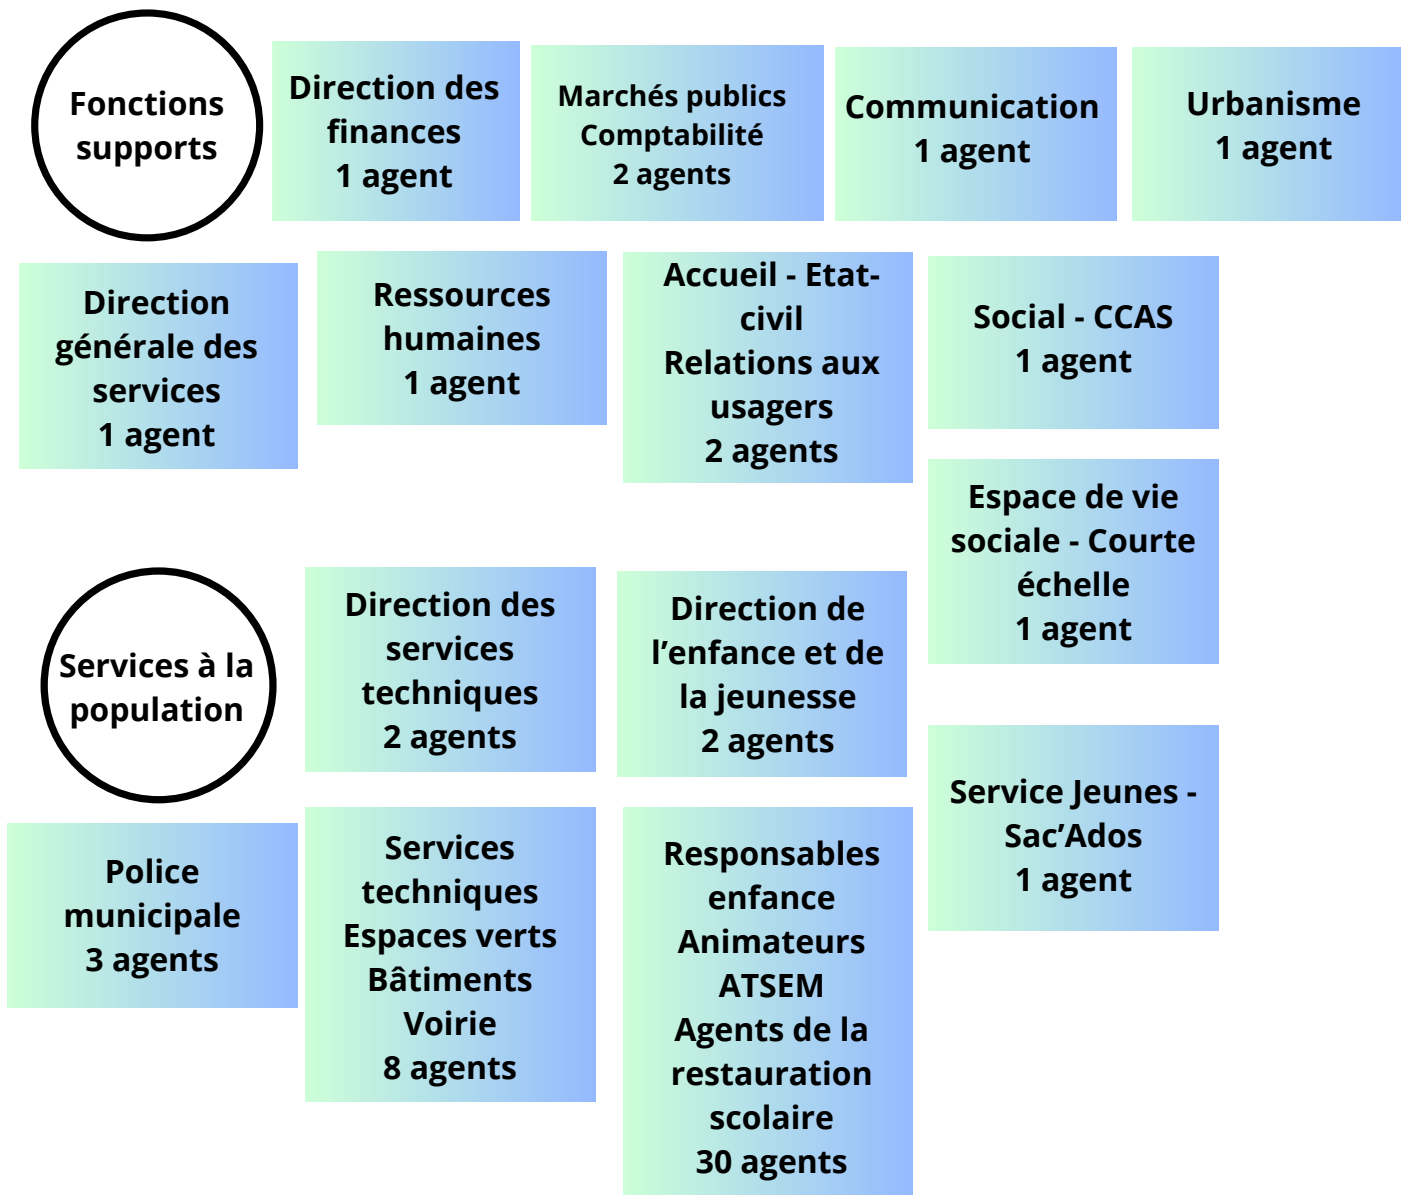 Fonctions
supports
Direction des
finances
1 agent
Marchés publics
Comptabilité
2 agents
Communication
1 agent
Urbanisme
1 agent
Direction
générale des
services
1 agent
Ressources
humaines
1 agent
Accueil - Etat-
civil
Relations aux
usagers
2 agents
Social - CCAS
1 agent
Espace de vie
sociale - Courte
échelle
1 agent
Services à la
population
Direction des
services
techniques
2 agents
Direction de
l’enfance et de
la jeunesse
2 agents
Service Jeunes -
Sac’Ados
1 agent
Police
municipale
3 agents
Services
techniques
Espaces verts
Bâtiments
Voirie
8 agents
Responsables
enfance
Animateurs
ATSEM
Agents de la
restauration
scolaire
30 agents